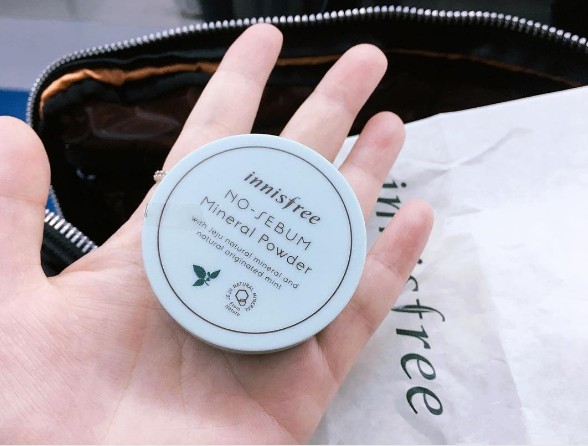 innisfree
NO-SEBUM
Mineral Powder
with Jeju natural mineral and
natural originated mint
innisfree